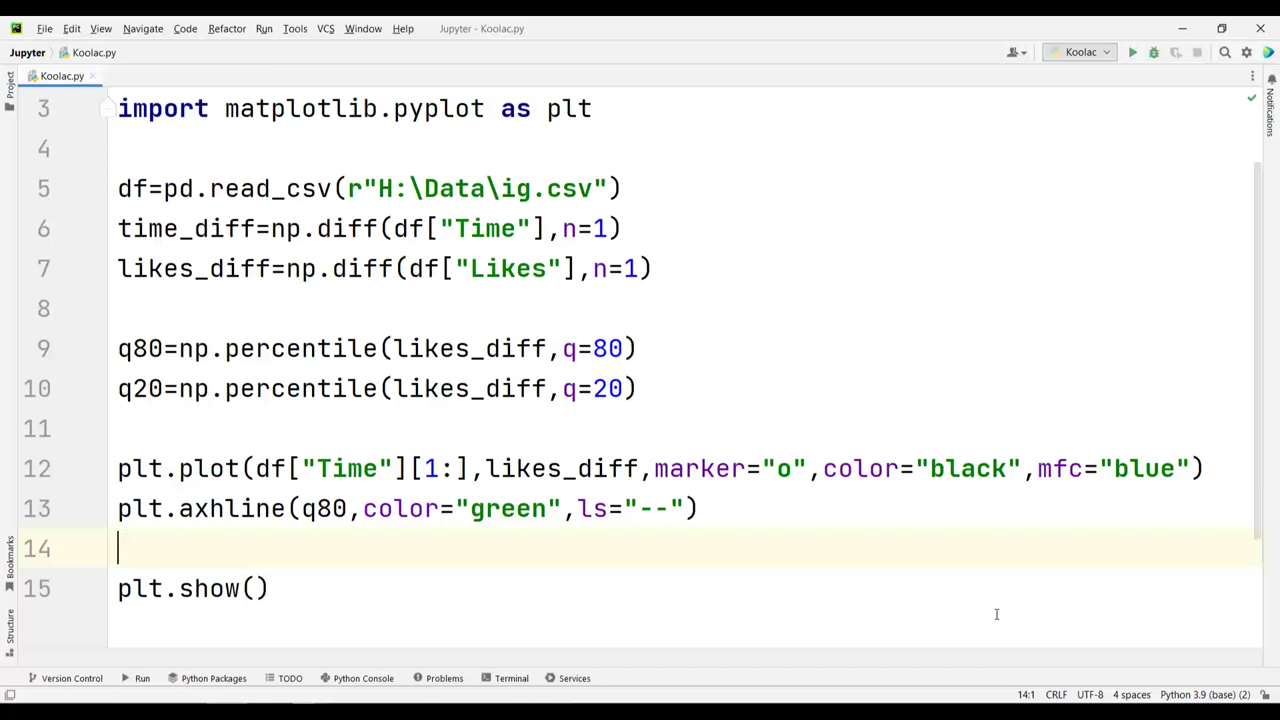 File Edit View Navigate Code Refactor Run Tools VCS Window Help Jupyter - Koolac.py
Jupyter Koolac.py Koolac
Koolac.py
Project
Notifications
3 import matplotlib.pyplot as plt
4
5 df=pd.read_csv(r"H:\Data\ig.csv")
6 time_diff=np.diff(df["Time"],n=1)
7 likes_diff=np.diff(df["Likes"],n=1)
8
9 q80=np.percentile(likes_diff,q=80)
10 q20=np.percentile(likes_diff,q=20)
11
12 plt.plot(df["Time"][1:],likes_diff,marker="o",color="black",mfc="blue")
13 plt.axhline(q80,color="green",ls="--")
14
15 plt.show()
Bookmarks
Structure
Version Control Run Python Packages TODO Python Console Problems Terminal Services
14:1 CRLF UTF-8 4 spaces Python 3.9 (base) (2)